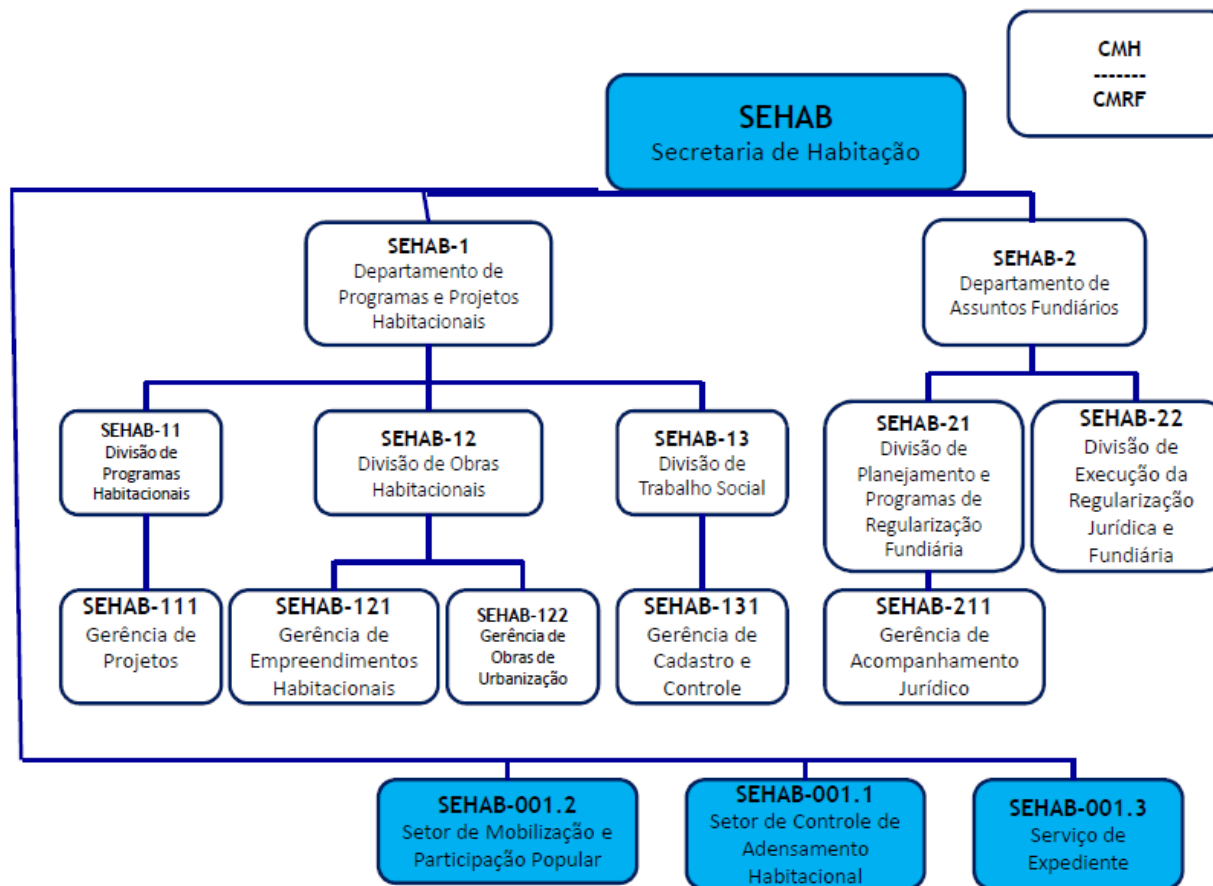 CMH
-------
CMRF
SEHAB
Secretaria de Habitação
SEHAB-1
Departamento de
Programas e Projetos
Habitacionais
SEHAB-2
Departamento de
Assuntos Fundiários
SEHAB-11
Divisão de
Programas
Habitacionais
SEHAB-12
Divisão de Obras
Habitacionais
SEHAB-13
Divisão de
Trabalho Social
SEHAB-21
Divisão de
Planejamento e
Programas de
Regularização
Fundiária
SEHAB-22
Divisão de
Execução da
Regularização
Jurídica e
Fundiária
SEHAB-111
Gerência de
Projetos
SEHAB-121
Gerência de
Empreendimentos
Habitacionais
SEHAB-122
Gerência de
Obras de
Urbanização
SEHAB-131
Gerência de
Cadastro e
Controle
SEHAB-211
Gerência de
Acompanhamento
Jurídico
SEHAB-001.2
Setor de Mobilização e
Participação Popular
SEHAB-001.1
Setor de Controle de
Adensamento
Habitacional
SEHAB-001.3
Serviço de
Expediente